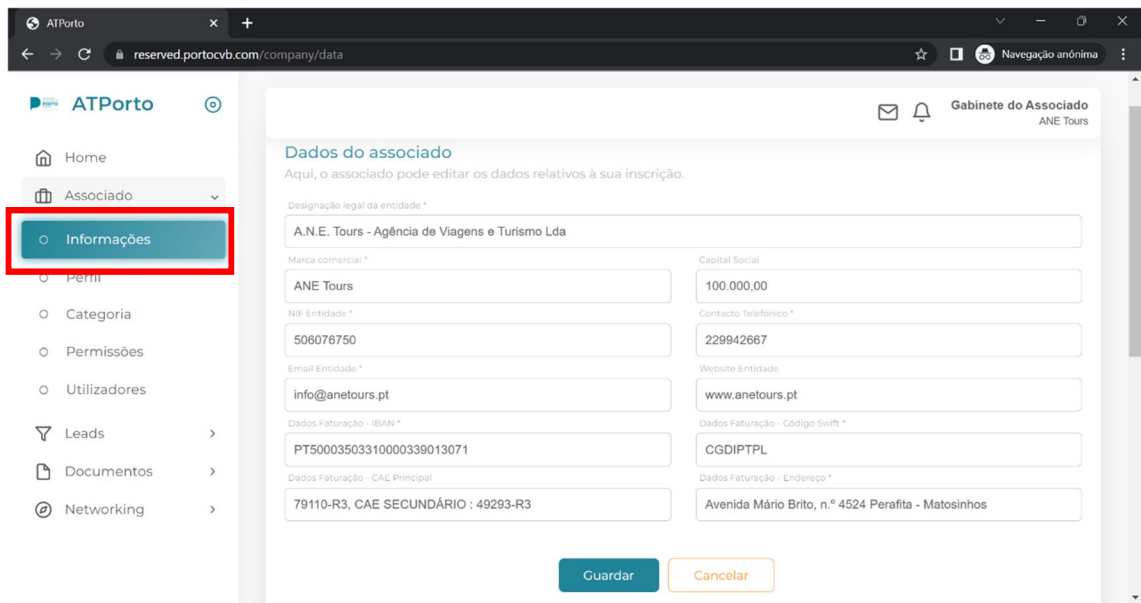 ATPorto
reserved.portocvb.com/company/data
Navegação anónima
ATPorto
Home
Associado
Informações
Perfil
Categoria
Permissões
Utilizadores
Leads
Documentos
Networking
Gabinete do Associado
ANE Tours
Dados do associado
Aqui, o associado pode editar os dados relativos à sua inscrição.
Designação legal da entidade *
A.N.E. Tours - Agência de Viagens e Turismo Lda
Marca comercial *
Capital Social
ANE Tours
100.000,00
NIF Entidade *
Contacto Telefónico *
506076750
229942667
Email Entidade *
Website Entidade
info@anetours.pt
www.anetours.pt
Dados Faturação - IBAN *
Dados Faturação - Código Swift *
PT50003503310000339013071
CGDIPTPL
Dados Faturação - CAE Principal
Dados Faturação - Endereço *
79110-R3, CAE SECUNDÁRIO : 49293-R3
Avenida Mário Brito, n.º 4524 Perafita - Matosinhos
Guardar
Cancelar